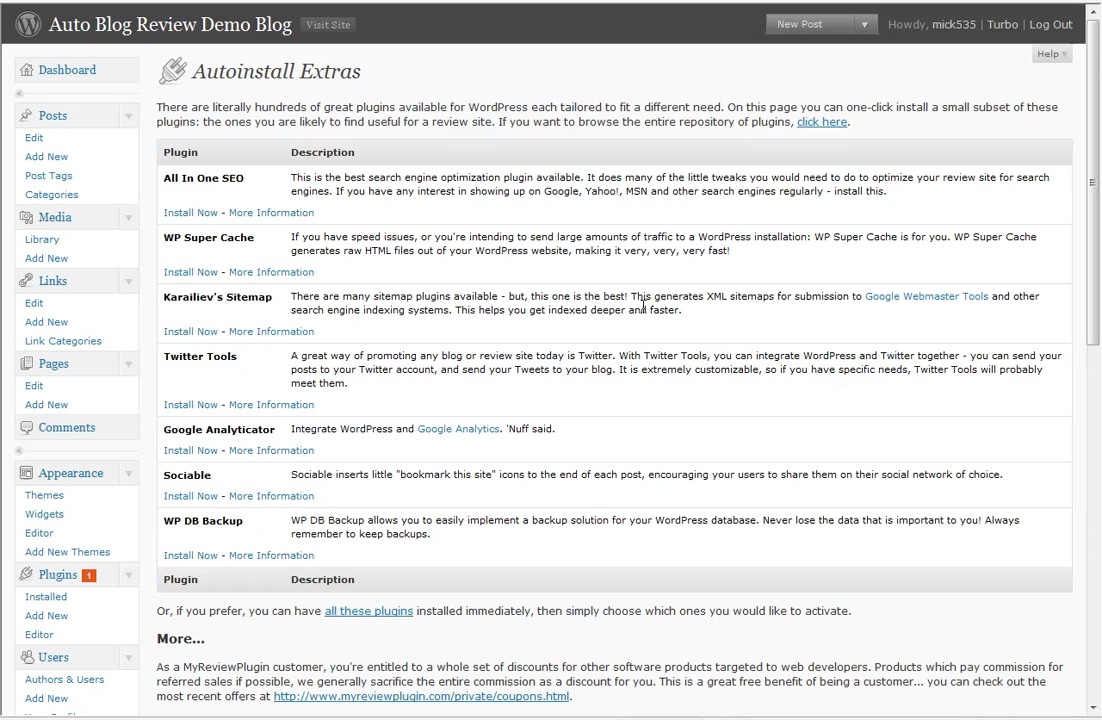 Auto Blog Review Demo Blog Visit Site New Post Howdy, mick535 | Turbo | Log Out
Help
Dashboard
Posts
Edit
Add New
Post Tags
Categories
Media
Library
Add New
Links
Edit
Add New
Link Categories
Pages
Edit
Add New
Comments
Appearance
Themes
Widgets
Editor
Add New Themes
Plugins 1
Installed
Add New
Editor
Users
Authors & Users
Add New
Autoinstall Extras
There are literally hundreds of great plugins available for WordPress each tailored to fit a different need. On this page you can one-click install a small subset of these
plugins: the ones you are likely to find useful for a review site. If you want to browse the entire repository of plugins, click here.
Plugin Description
All In One SEO This is the best search engine optimization plugin available. It does many of the little tweaks you would need to do to optimize your review site for search
engines. If you have any interest in showing up on Google, Yahoo!, MSN and other search engines regularly - install this.
Install Now - More Information
WP Super Cache If you have speed issues, or you're intending to send large amounts of traffic to a WordPress installation: WP Super Cache is for you. WP Super Cache
generates raw HTML files out of your WordPress website, making it very, very, very fast!
Install Now - More Information
Karailiev's Sitemap There are many sitemap plugins available - but, this one is the best! This generates XML sitemaps for submission to Google Webmaster Tools and other
search engine indexing systems. This helps you get indexed deeper and faster.
Install Now - More Information
Twitter Tools A great way of promoting any blog or review site today is Twitter. With Twitter Tools, you can integrate WordPress and Twitter together - you can send your
posts to your Twitter account, and send your Tweets to your blog. It is extremely customizable, so if you have specific needs, Twitter Tools will probably
meet them.
Install Now - More Information
Google Analyticator Integrate WordPress and Google Analytics. 'Nuff said.
Install Now - More Information
Sociable Sociable inserts little "bookmark this site" icons to the end of each post, encouraging your users to share them on their social network of choice.
Install Now - More Information
WP DB Backup WP DB Backup allows you to easily implement a backup solution for your WordPress database. Never lose the data that is important to you! Always
remember to keep backups.
Install Now - More Information
Plugin Description
Or, if you prefer, you can have all these plugins installed immediately, then simply choose which ones you would like to activate.
More...
As a MyReviewPlugin customer, you're entitled to a whole set of discounts for other software products targeted to web developers. Products which pay commission for
referred sales if possible, we generally sacrifice the entire commission as a discount for you. This is a great free benefit of being a customer... you can check out the
most recent offers at http://www.myreviewplugin.com/private/coupons.html.